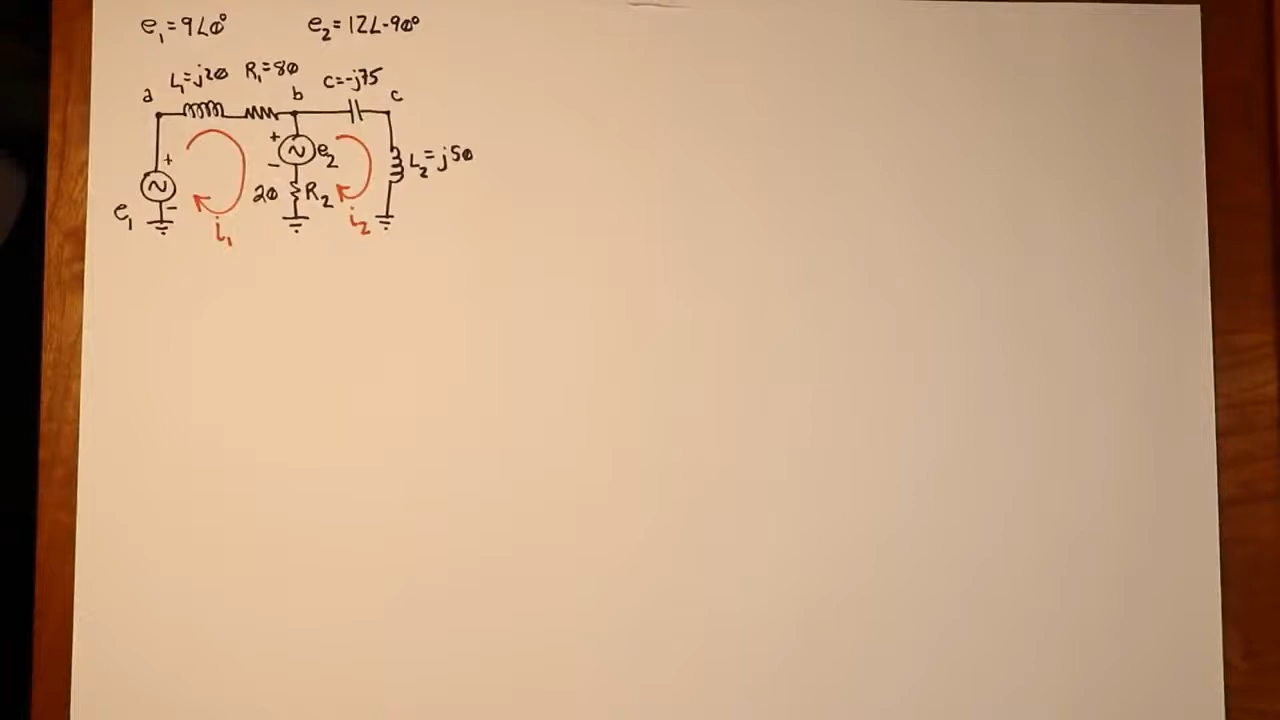 e₁=9∠0° e₂=12∠-90°
L₁=j20 R₁=80 C=-j75
a b c
+ + e₂ L₂=j50
-
20 R₂
e₁ -
i₁ i₂